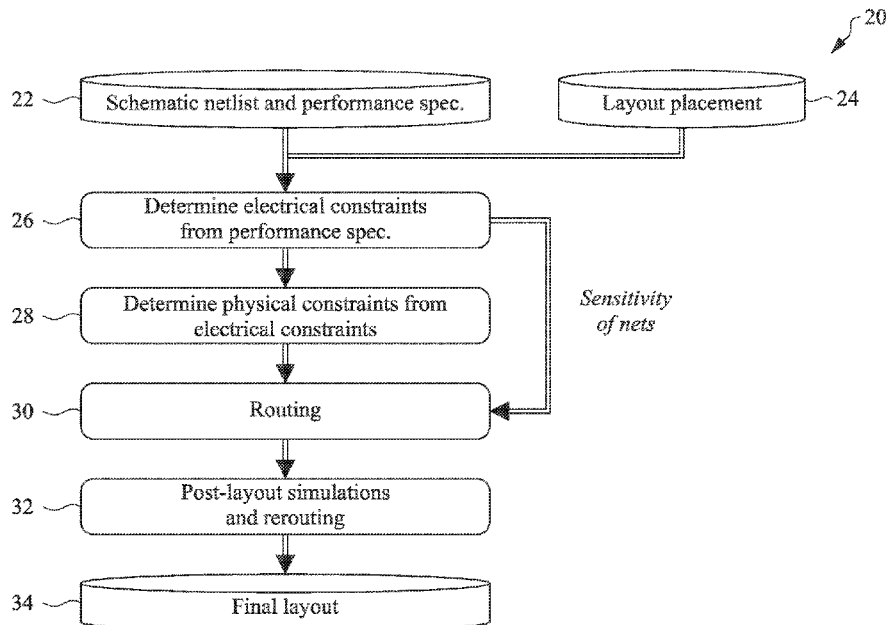 20
22
Schematic netlist and performance spec.
Layout placement
24
26
Determine electrical constraints
from performance spec.
28
Determine physical constraints from
electrical constraints
Sensitivity
of nets
30
Routing
32
Post-layout simulations
and rerouting
34
Final layout